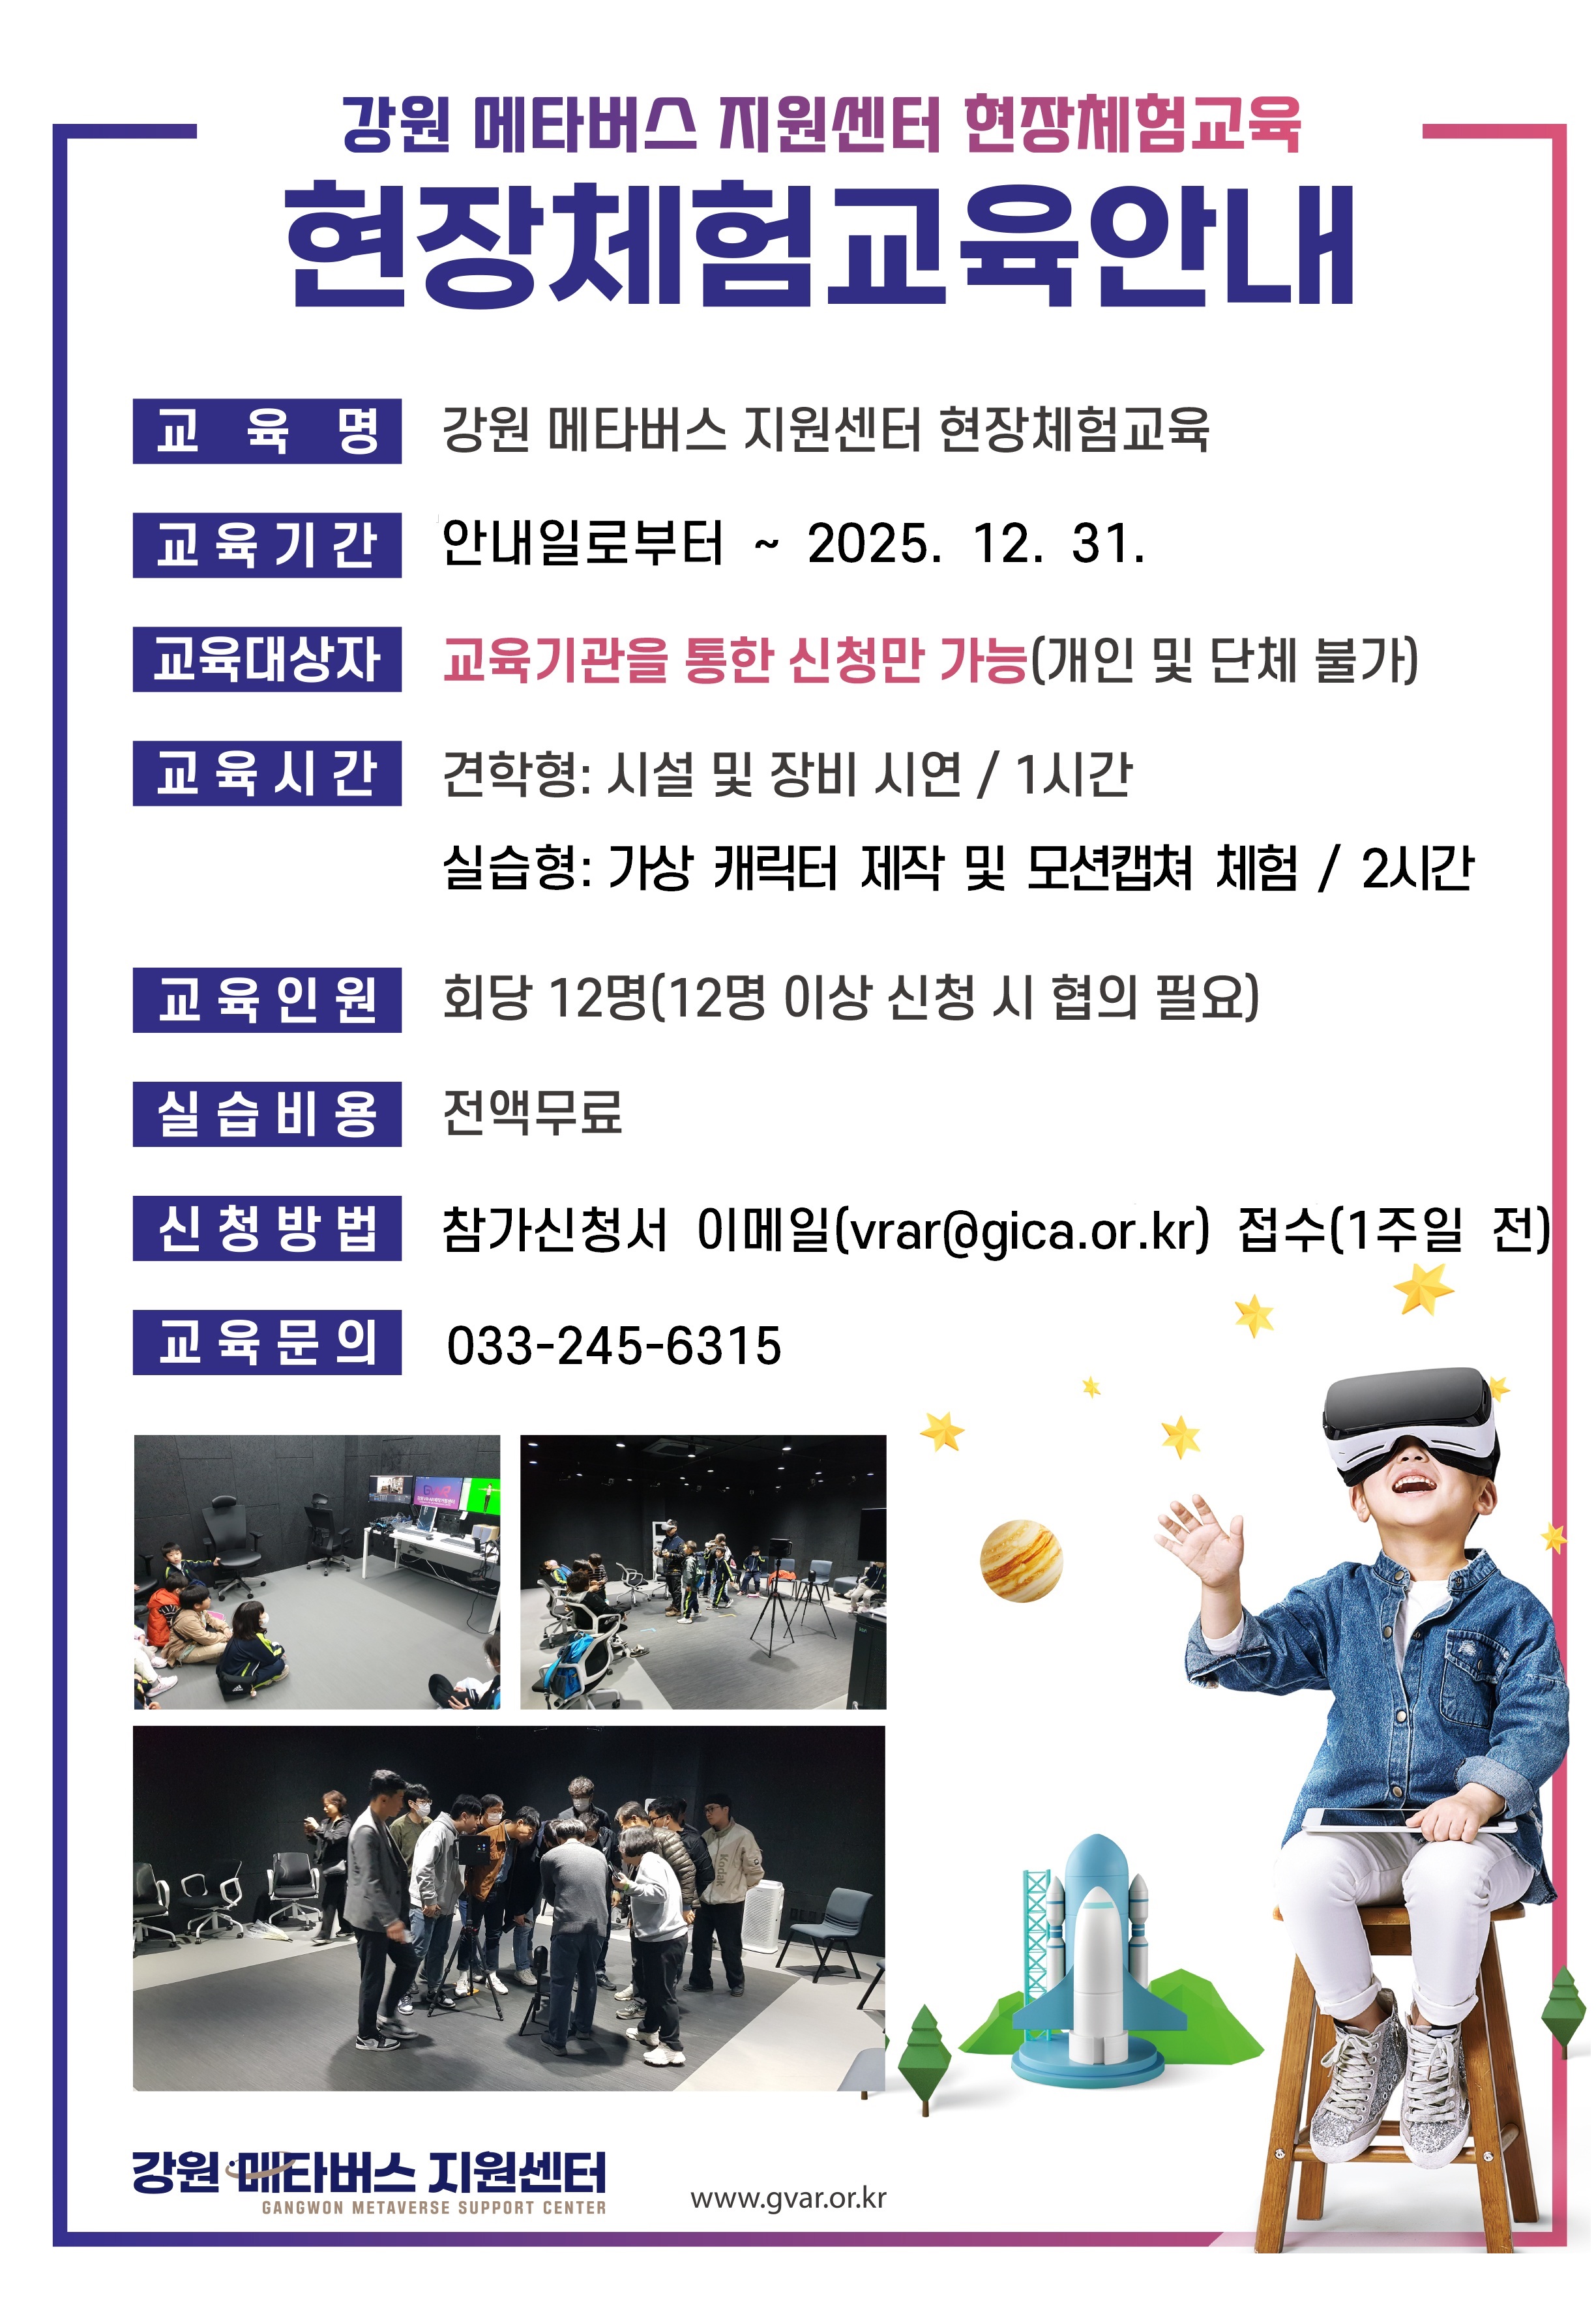 강원 메타버스 지원센터 현장체험교육
현장체험교육안내
교육명 강원 메타버스 지원센터 현장체험교육
교육기간 안내일로부터 ~ 2025. 12. 31.
교육대상자 교육기관을 통한 신청만 가능(개인 및 단체 불가)
교육시간 견학형: 시설 및 장비 시연 / 1시간
실습형: 가상 캐릭터 제작 및 모션캡쳐 체험 / 2시간
교육인원 회당 12명(12명 이상 신청 시 협의 필요)
실습비용 전액무료
신청방법 참가신청서 이메일(vrar@gica.or.kr) 접수(1주일 전)
교육문의 033-245-6315
Kodak
강원 메타버스 지원센터
GANGWON METAVERSE SUPPORT CENTER
www.gvar.or.kr